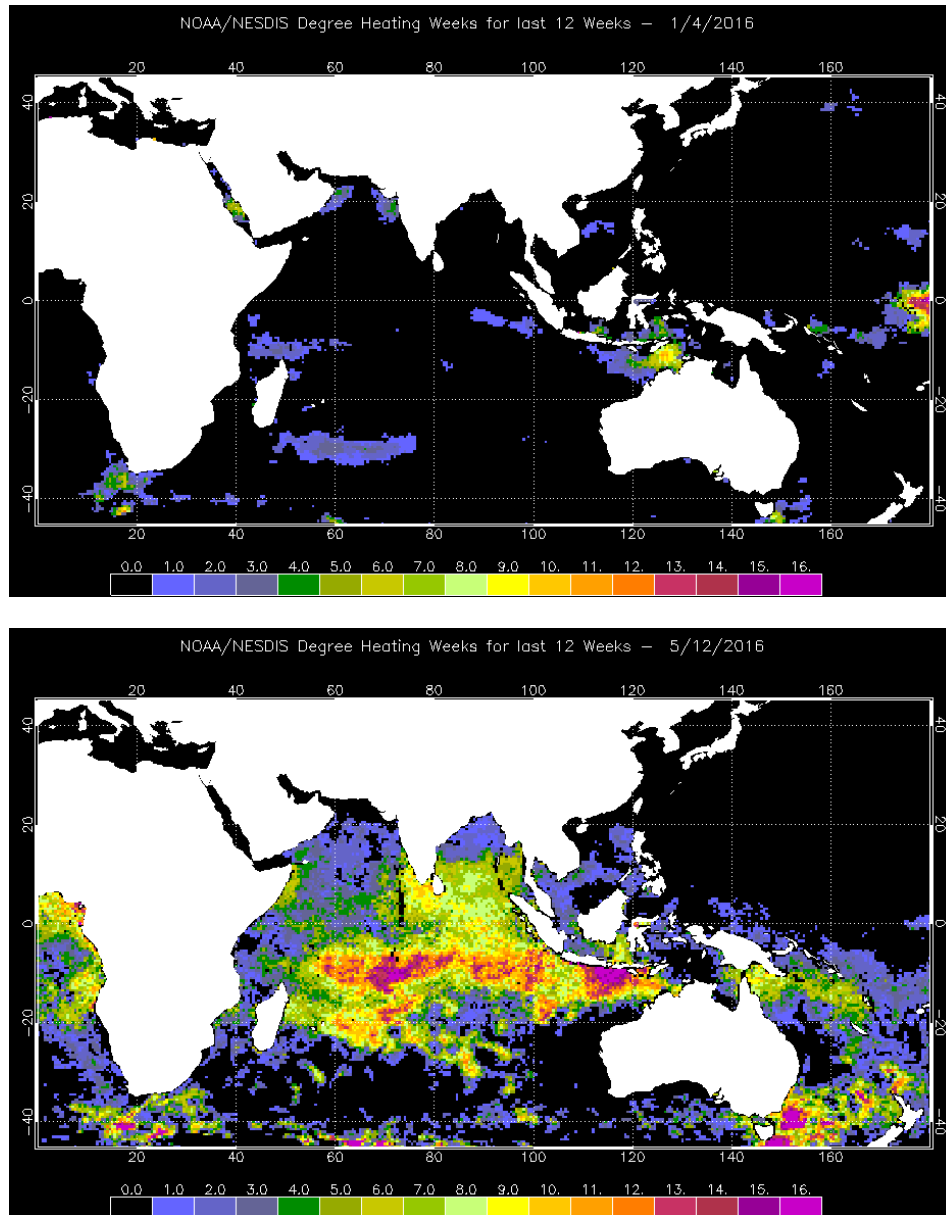 NOAA/NESDIS Degree Heating Weeks for last 12 Weeks – 1/4/2016
20 40 60 80 100 120 140 160
40 40
20 20
0 0
-20 -20
-40 -40
20 40 60 80 100 120 140 160
0.0 1.0 2.0 3.0 4.0 5.0 6.0 7.0 8.0 9.0 10. 11. 12. 13. 14. 15. 16.
NOAA/NESDIS Degree Heating Weeks for last 12 Weeks – 5/12/2016
20 40 60 80 100 120 140 160
40 40
20 20
0 0
-20 -20
-40 -40
20 40 60 80 100 120 140 160
0.0 1.0 2.0 3.0 4.0 5.0 6.0 7.0 8.0 9.0 10. 11. 12. 13. 14. 15. 16.